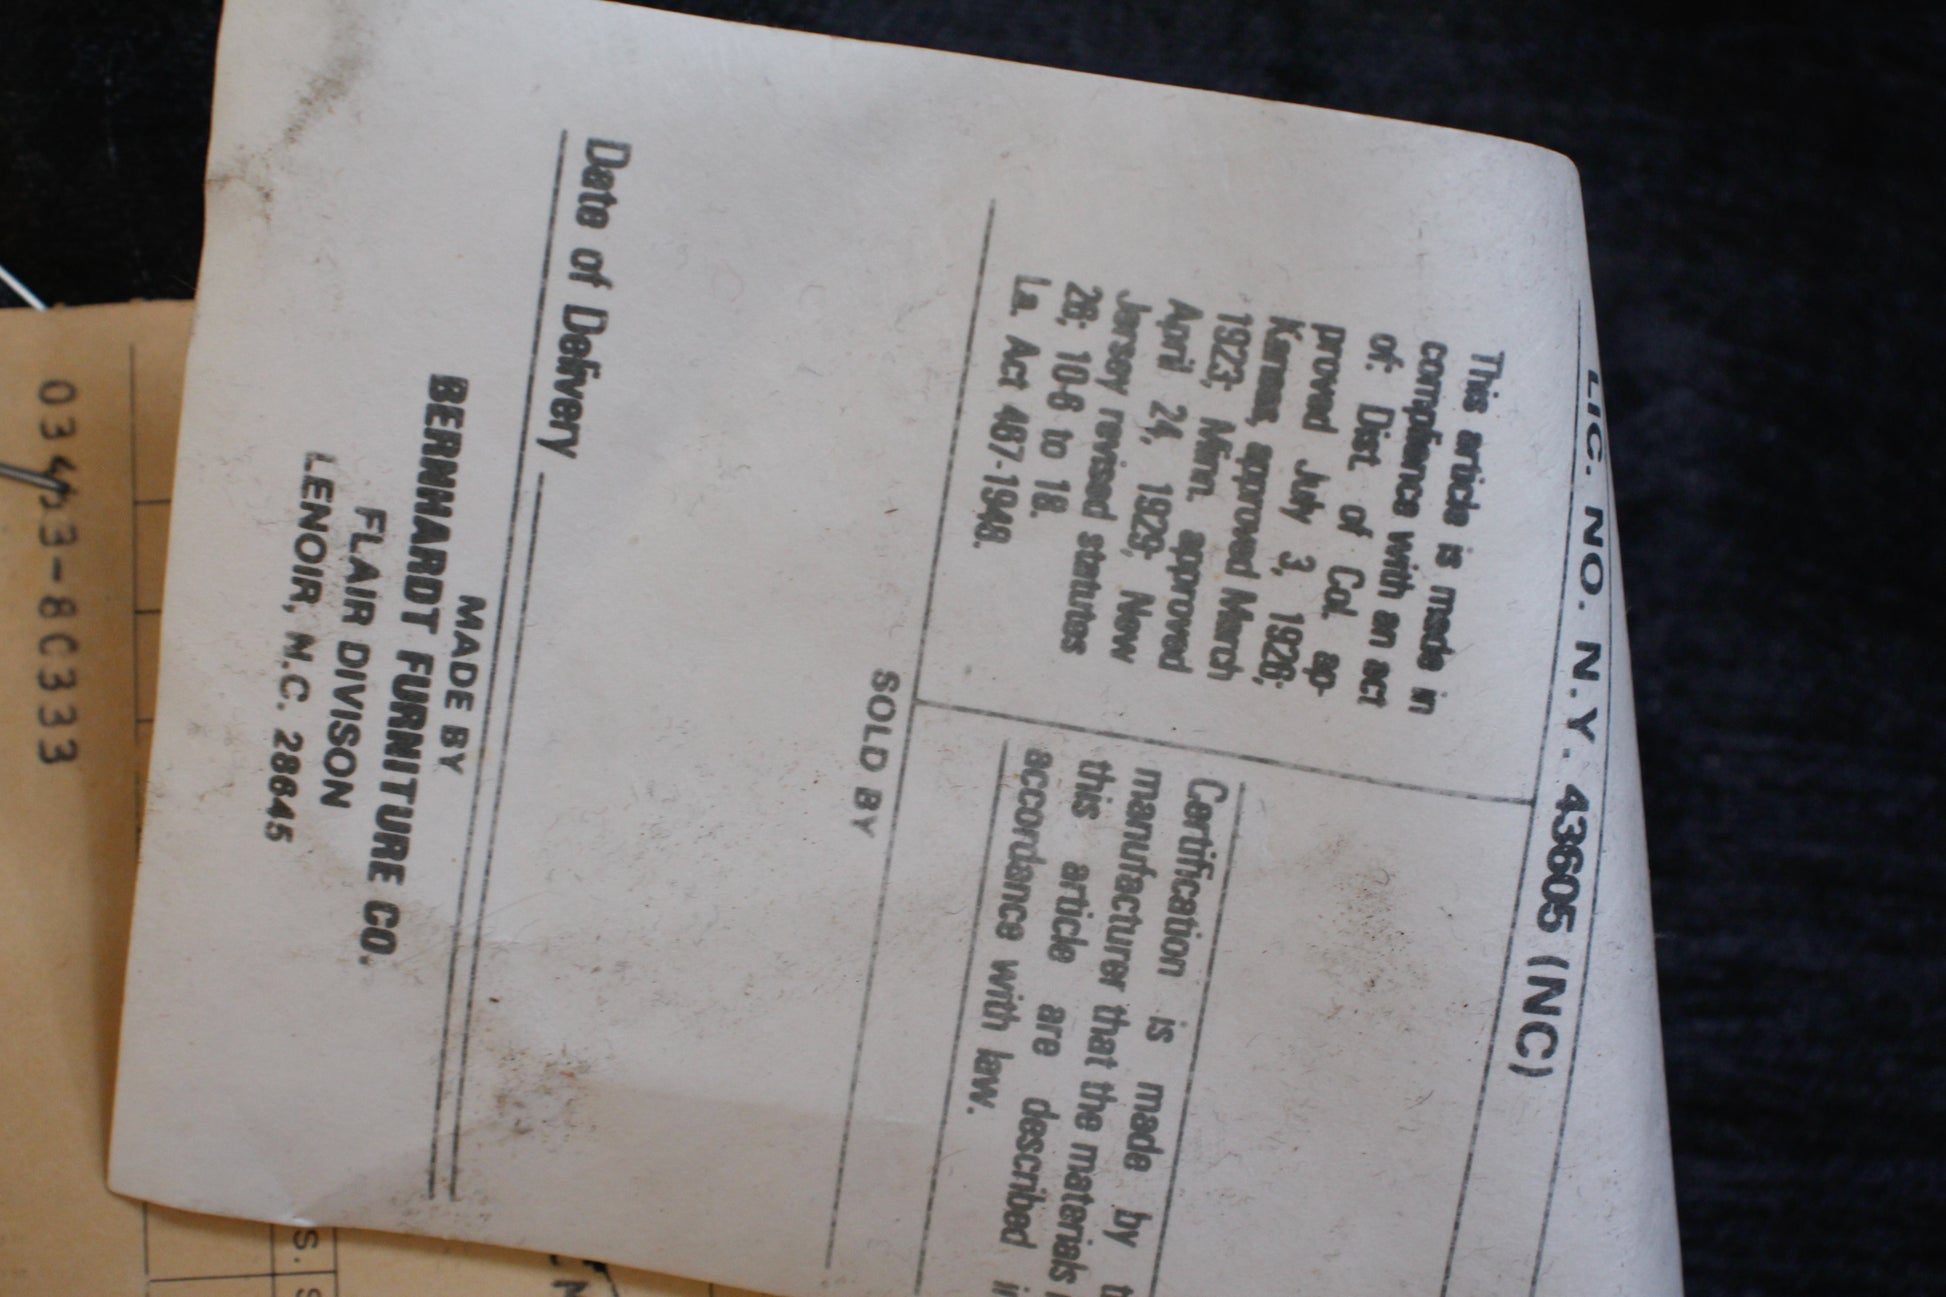 LIC. NO. N.Y. 43605 (NC)
This article is made in
compliance with an act
of: Dist. of Col. ap-
proved July 3, 1926;
Kansas, approved March
1923; Minn. approved
April 24, 1929; New
Jersey revised statutes
26: 10-6 to 18.
La. Act 467-1948.
Certification is made by
manufacturer that the materials
this article are described
accordance with law.
SOLD BY
Date of Delivery
MADE BY
BERNHARDT FURNITURE CO.
FLAIR DIVISON
LENOIR, N.C. 28645